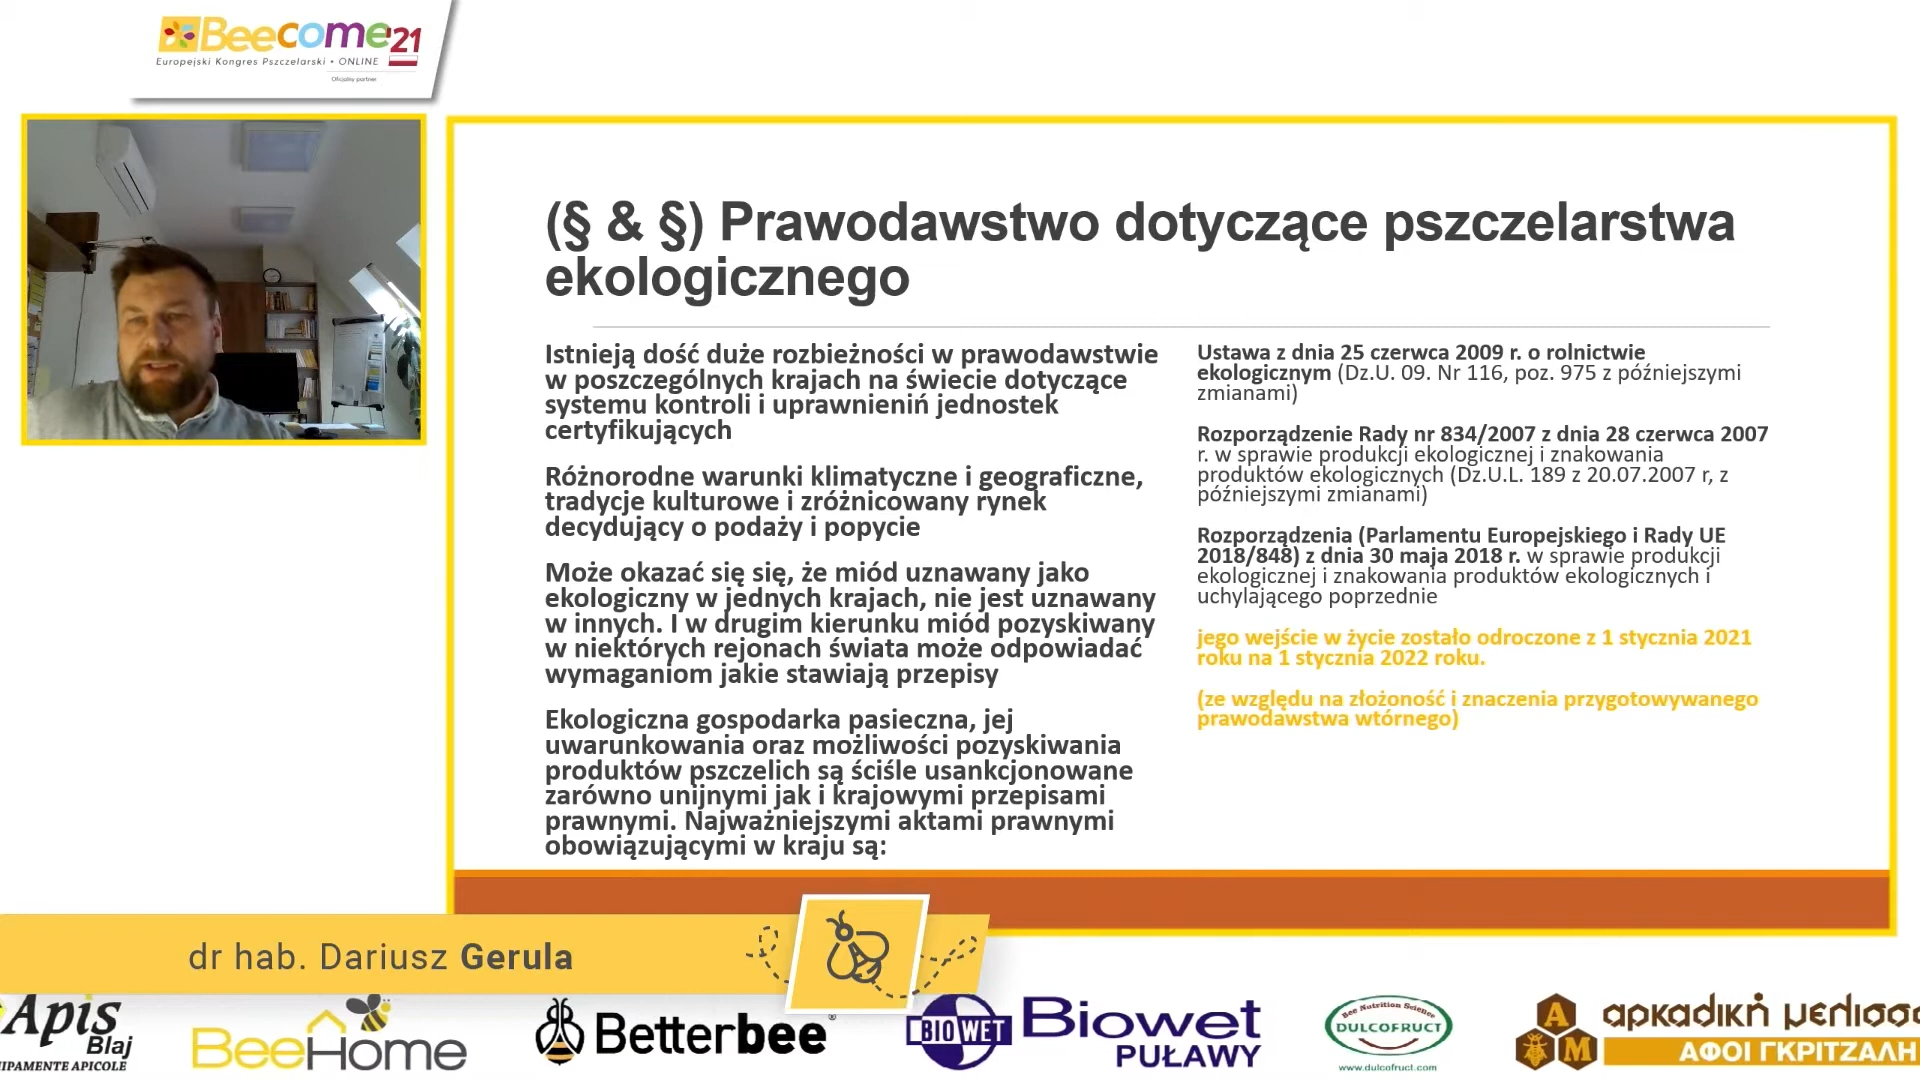 Beecome'21
Europejski Kongres Pszczelarski • ONLINE
Oficjalny partner
(§ & §) Prawodawstwo dotyczące pszczelarstwa
ekologicznego
Istnieją dość duże rozbieżności w prawodawstwie
w poszczególnych krajach na świecie dotyczące
systemu kontroli i uprawnieniń jednostek
certyfikujących
Różnorodne warunki klimatyczne i geograficzne,
tradycje kulturowe i zróżnicowany rynek
decydujący o podaży i popycie
Może okazać się się, że miód uznawany jako
ekologiczny w jednych krajach, nie jest uznawany
w innych. I w drugim kierunku miód pozyskiwany
w niektórych rejonach świata może odpowiadać
wymaganiom jakie stawiają przepisy
Ekologiczna gospodarka pasieczna, jej
uwarunkowania oraz możliwości pozyskiwania
produktów pszczelich są ściśle usankcjonowane
zarówno unijnymi jak i krajowymi przepisami
prawnymi. Najważniejszymi aktami prawnymi
obowiązującymi w kraju są:
Ustawa z dnia 25 czerwca 2009 r. o rolnictwie
ekologicznym (Dz.U. 09. Nr 116, poz. 975 z późniejszymi
zmianami)
Rozporządzenie Rady nr 834/2007 z dnia 28 czerwca 2007
r. w sprawie produkcji ekologicznej i znakowania
produktów ekologicznych (Dz.U.L. 189 z 20.07.2007 r, z
późniejszymi zmianami)
Rozporządzenia (Parlamentu Europejskiego i Rady UE
2018/848) z dnia 30 maja 2018 r. w sprawie produkcji
ekologicznej i znakowania produktów ekologicznych i
uchylającego poprzednie
jego wejście w życie zostało odroczone z 1 stycznia 2021
roku na 1 stycznia 2022 roku.
(ze względu na złożoność i znaczenia przygotowywanego
prawodawstwa wtórnego)
dr hab. Dariusz Gerula
Apis
Blaj
IPAMENTE APICOLE
BeeHome
Betterbee®
BIOWET
Biowet
PUŁAWY
Bee Nutrition Science
DULCOFRUCT
www.dulcofruct.com
A
M
αρκαδική μελισσο
ΑΦΟΙ ΓΚΡΙΤΖΑΛΗ